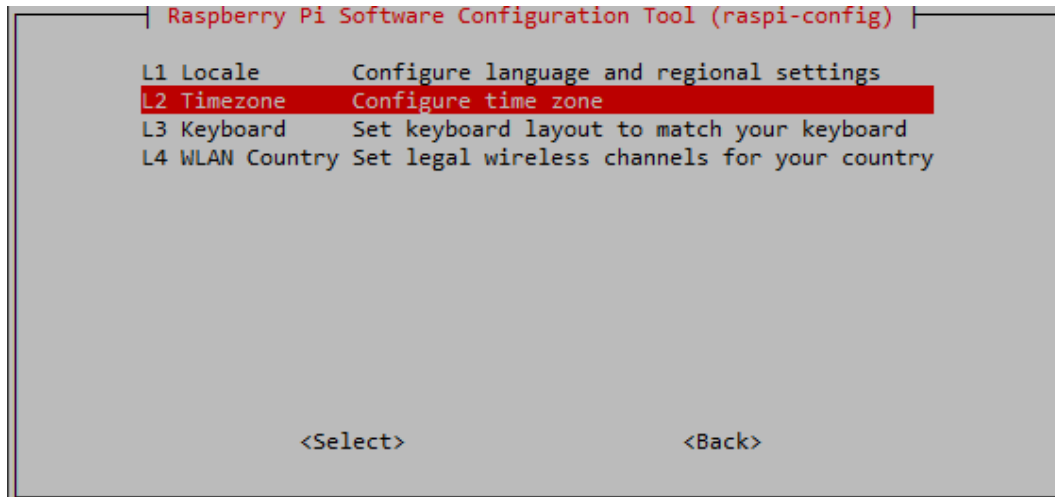 Raspberry Pi Software Configuration Tool (raspi-config)
L1 Locale Configure language and regional settings
L2 Timezone Configure time zone
L3 Keyboard Set keyboard layout to match your keyboard
L4 WLAN Country Set legal wireless channels for your country
<Select> <Back>